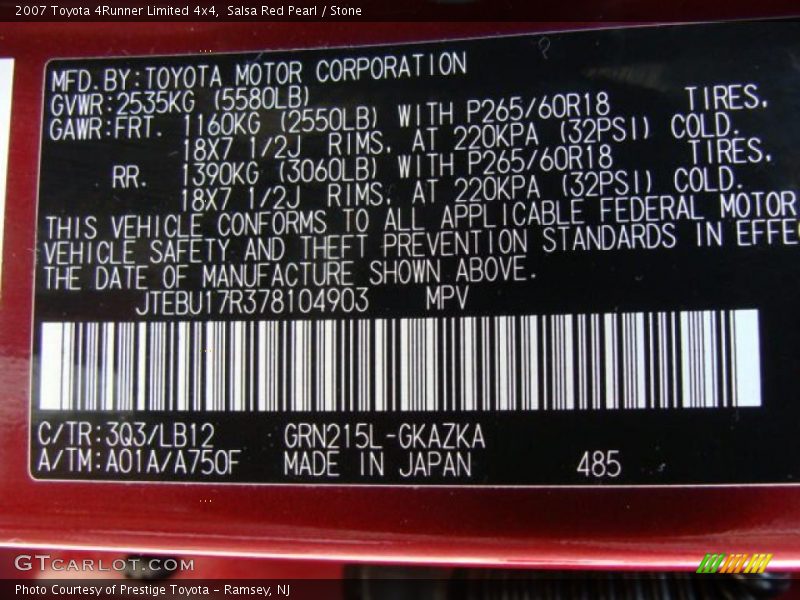 2007 Toyota 4Runner Limited 4x4,  Salsa Red Pearl / Stone
MFD.BY:TOYOTA MOTOR CORPORATION
GVWR:2535KG (5580LB)
GAWR:FRT. 1160KG (2550LB) WITH P265/60R18 TIRES,
18X7 1/2J RIMS, AT 220KPA (32PSI) COLD.
RR. 1390KG (3060LB) WITH P265/60R18 TIRES,
18X7 1/2J RIMS, AT 220KPA (32PSI) COLD.
THIS VEHICLE CONFORMS TO ALL APPLICABLE FEDERAL MOTOR
VEHICLE SAFETY AND THEFT PREVENTION STANDARDS IN EFFEC
THE DATE OF MANUFACTURE SHOWN ABOVE.
JTEBU17R378104903 MPV
C/TR:3Q3/LB12 GRN215L-GKAZKA
A/TM:A01A/A750F MADE IN JAPAN 485
GTCARLOT.COM
Photo Courtesy of Prestige Toyota - Ramsey, NJ